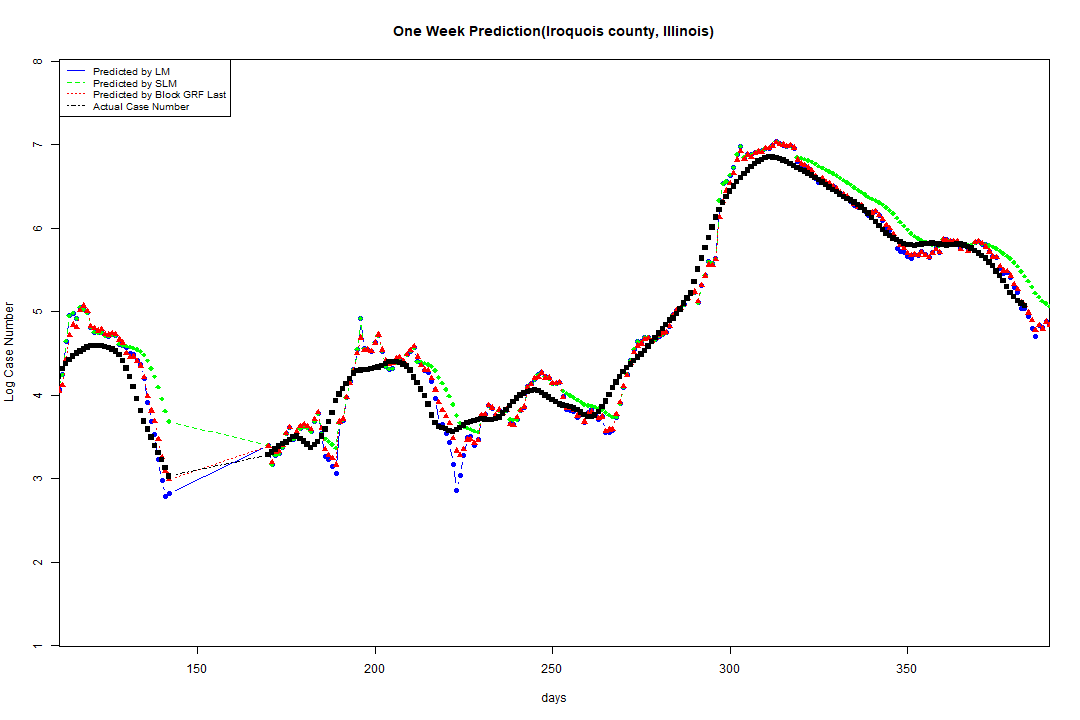 One Week Prediction(Iroquois county, Illinois)
Predicted by LM
Predicted by SLM
Predicted by Block GRF Last
Actual Case Number
8
7
6
5
4
3
2
1
Log Case Number
150 200 250 300 350
days